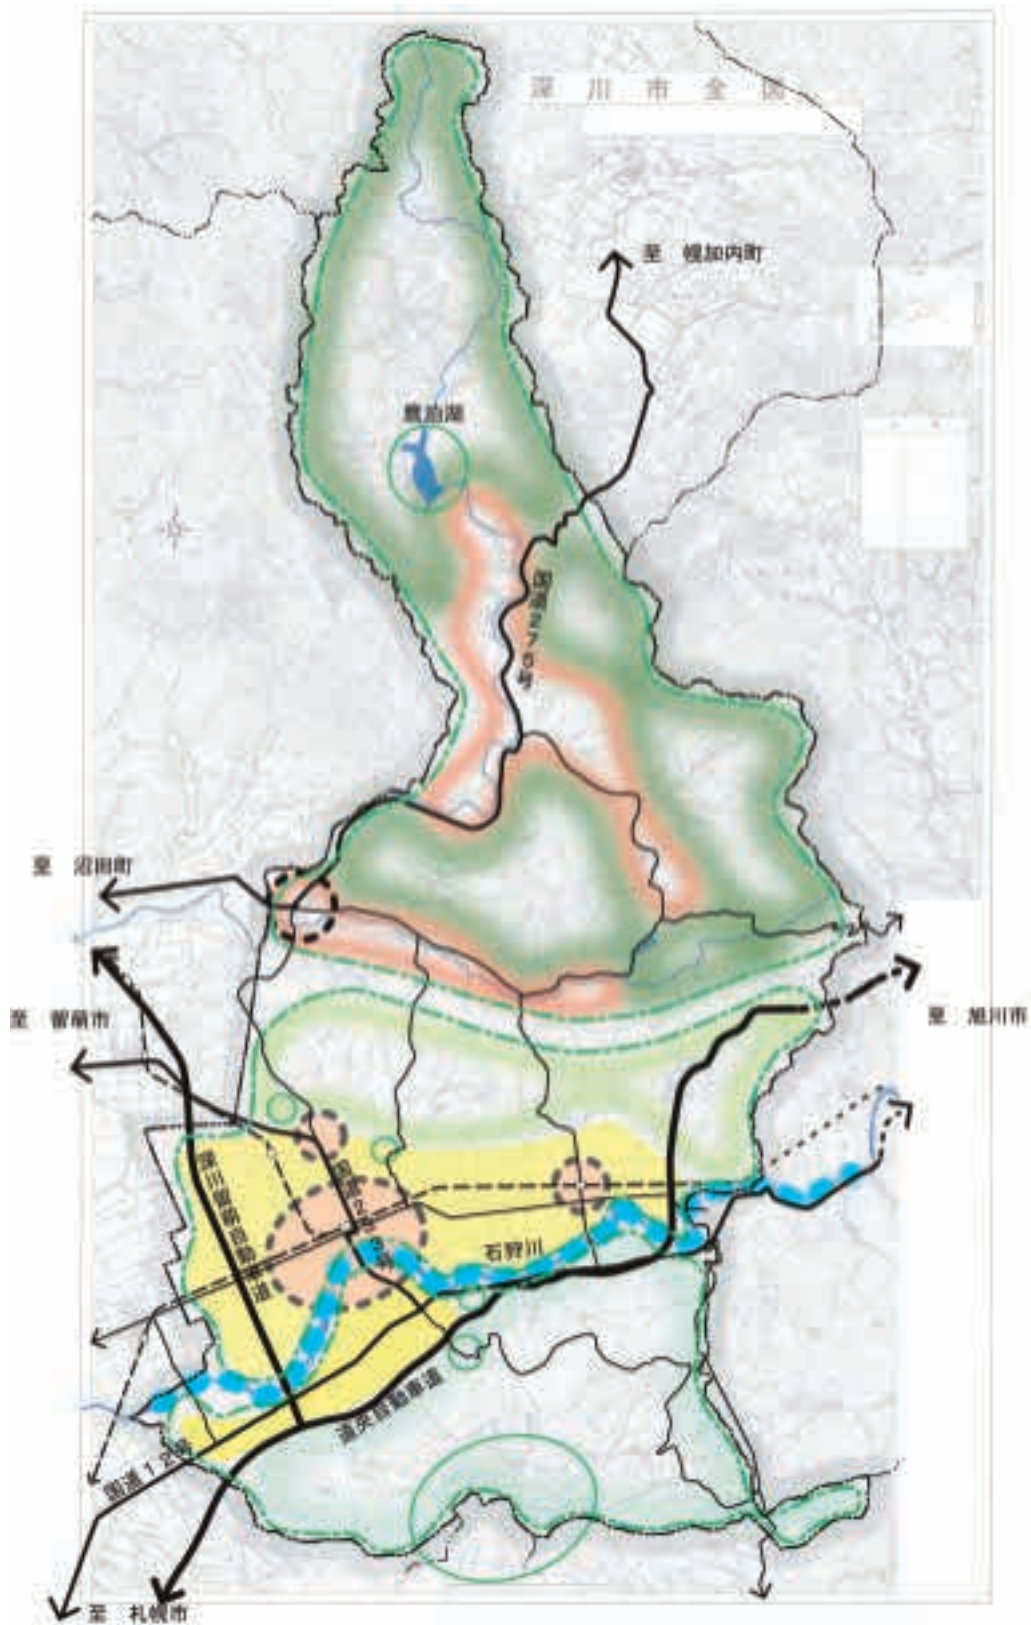 深川市全図
至 幌加内町
鷹泊湖
国道275号
至 沼田町
至 留萌市
至 旭川市
深川留萌自動車道
国道233号
石狩川
道央自動車道
国道12号
至 札幌市